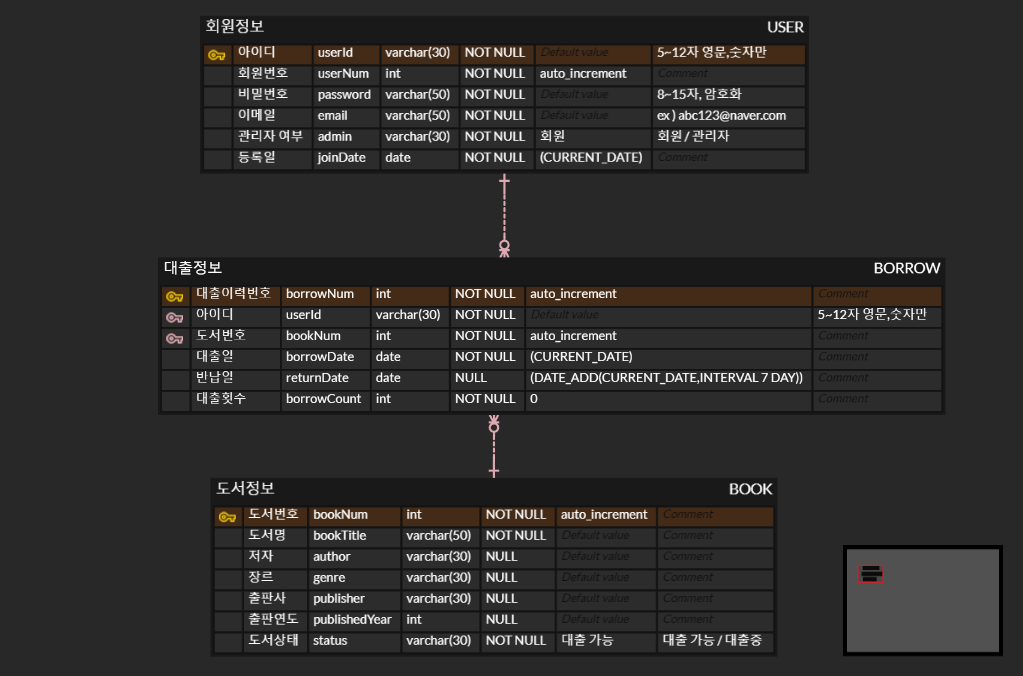 회원정보 USER
아이디 userId varchar(30) NOT NULL Default value 5~12자 영문,숫자만
회원번호 userNum int NOT NULL auto_increment Comment
비밀번호 password varchar(50) NOT NULL Default value 8~15자, 암호화
이메일 email varchar(50) NOT NULL Default value ex ) abc123@naver.com
관리자 여부 admin varchar(30) NOT NULL 회원 회원 / 관리자
등록일 joinDate date NOT NULL (CURRENT_DATE) Comment
대출정보 BORROW
대출이력번호 borrowNum int NOT NULL auto_increment Comment
아이디 userId varchar(30) NOT NULL Default value 5~12자 영문,숫자만
도서번호 bookNum int NOT NULL auto_increment Comment
대출일 borrowDate date NOT NULL (CURRENT_DATE) Comment
반납일 returnDate date NULL (DATE_ADD(CURRENT_DATE,INTERVAL 7 DAY)) Comment
대출횟수 borrowCount int NOT NULL 0 Comment
도서정보 BOOK
도서번호 bookNum int NOT NULL auto_increment Comment
도서명 bookTitle varchar(50) NOT NULL Default value Comment
저자 author varchar(30) NULL Default value Comment
장르 genre varchar(30) NULL Default value Comment
출판사 publisher varchar(30) NULL Default value Comment
출판연도 publishedYear int NULL Default value Comment
도서상태 status varchar(30) NOT NULL 대출 가능 대출 가능 / 대출중